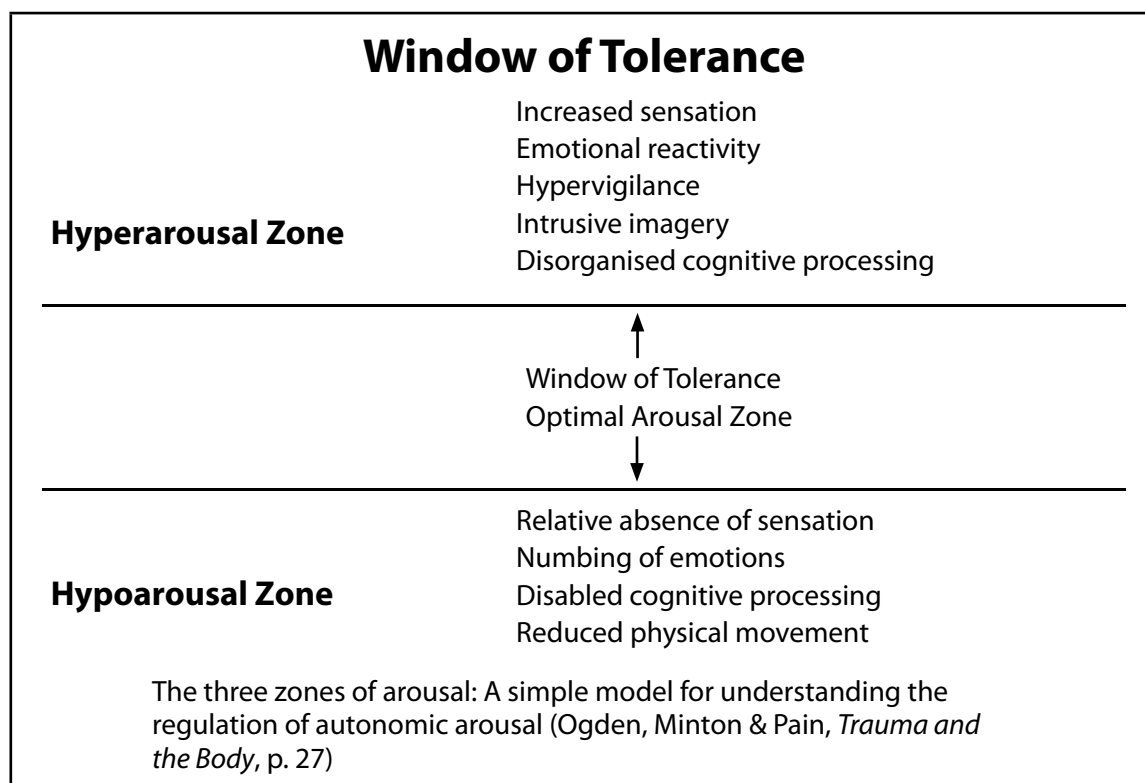 Window of Tolerance
Increased sensation
Emotional reactivity
Hypervigilance
Hyperarousal Zone
Intrusive imagery
Disorganised cognitive processing
Window of Tolerance
Optimal Arousal Zone
Relative absence of sensation
Numbing of emotions
Hypoarousal Zone
Disabled cognitive processing
Reduced physical movement
The three zones of arousal: A simple model for understanding the
regulation of autonomic arousal (Ogden, Minton & Pain, Trauma and
the Body, p. 27)